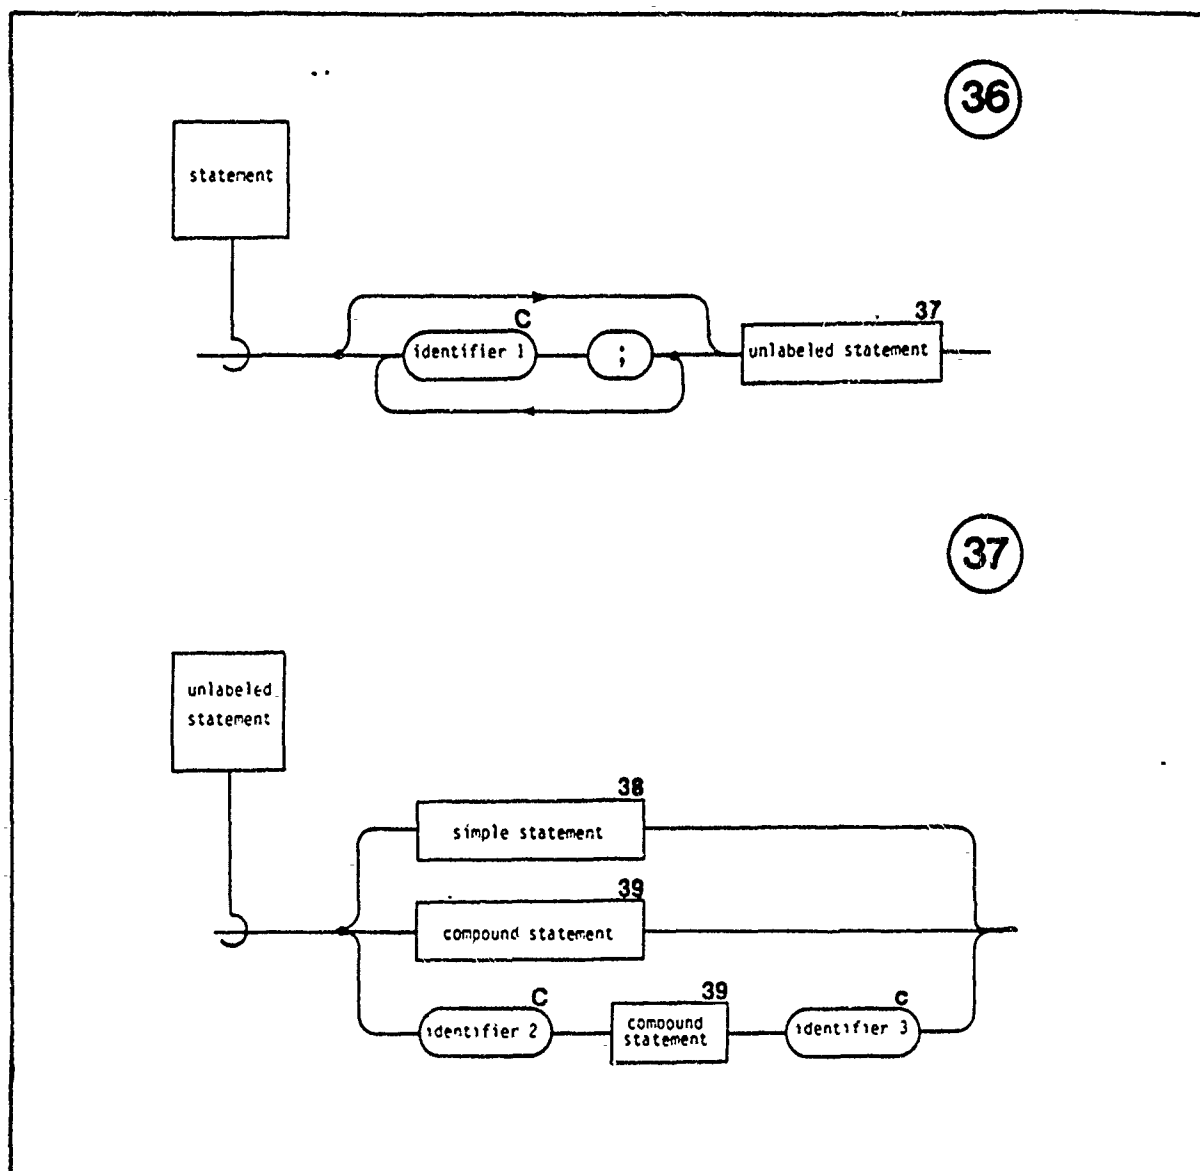 36
statement
C
37
identifier 1
;
unlabeled statement
37
unlabeled
statement
38
simple statement
39
compound statement
C
39
c
identifier 2
compound
statement
identifier 3